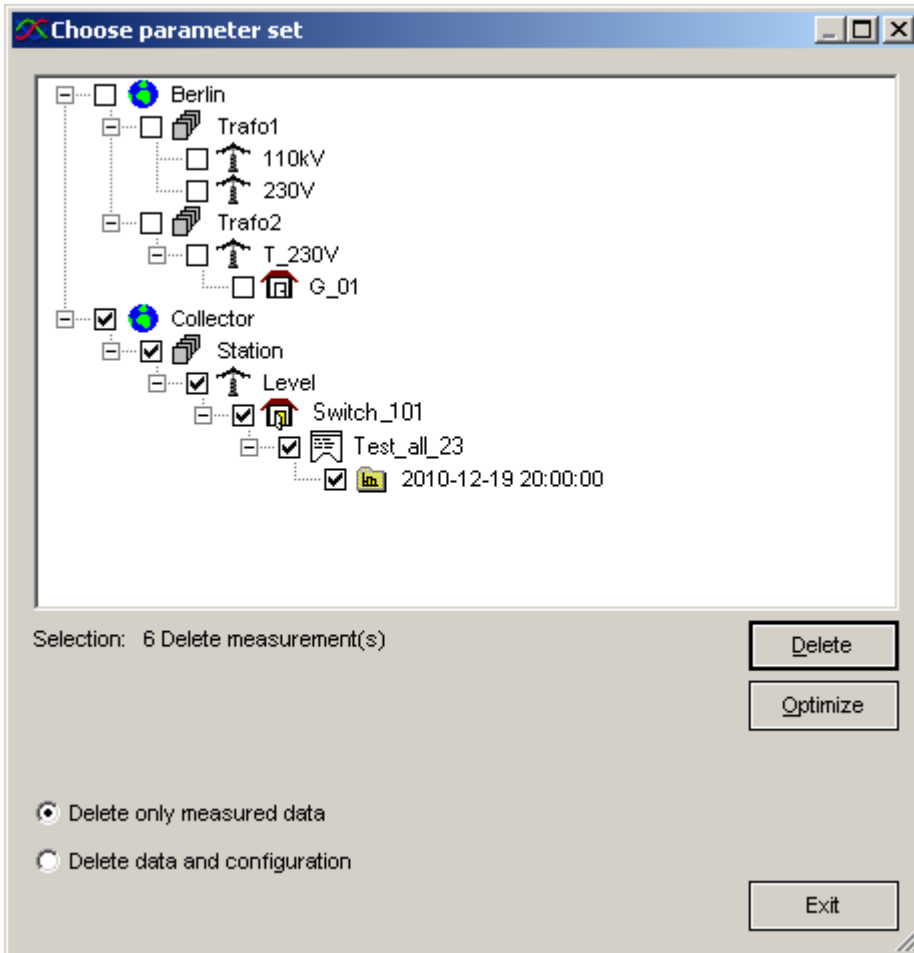 Choose parameter set
Berlin
Trafo1
110kV
230V
Trafo2
T_230V
G_01
Collector
Station
Level
Switch_101
Test_all_23
2010-12-19 20:00:00
Selection: 6 Delete measurement(s)
Delete
Optimize
Delete only measured data
Delete data and configuration
Exit